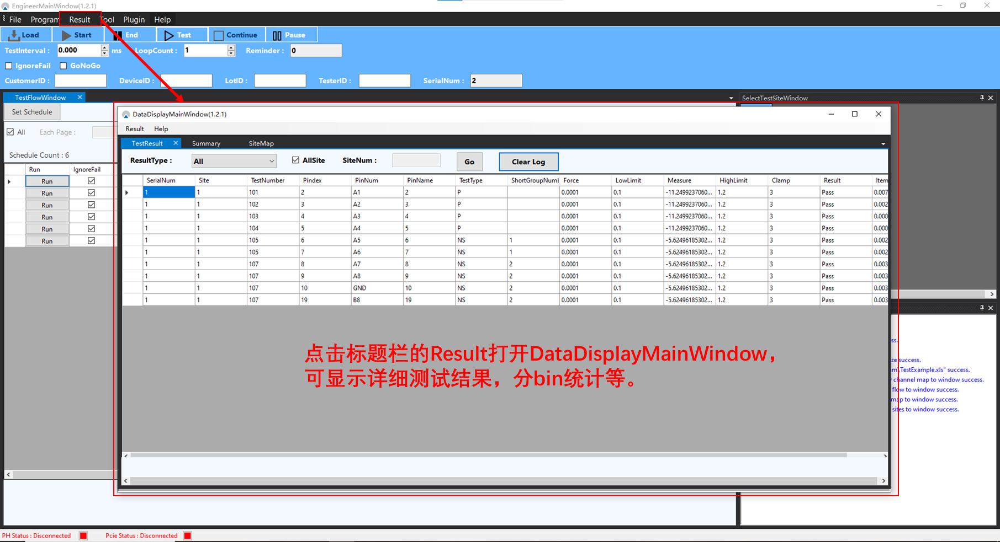 EngineerMainWindow(1.2.1)
File Program Result Tool Plugin Help
Load Start End Test Continue Pause
TestInterval : 0.000 ms LoopCount : 1 Reminder : 0
IgnoreFail GoNoGo
CustomerID : DeviceID : LotID : TesterID : SerialNum : 2
TestFlowWindow SelectTestSiteWindow
Set Schedule
All Each Page :
Schedule Count : 6
Run IgnoreFail
Run
Run
Run
Run
Run
Run
DataDisplayMainWindow(1.2.1)
Result Help
TestResult Summary SiteMap
ResultType : All AllSite SiteNum : Go Clear Log
SerialNum Site TestNumber Pindex PinNum PinName TestType ShortGroupNumb Force LowLimit Measure HighLimit Clamp Result Item
1 1 101 2 A1 2 P 0.0001 0.1 -11.2499237060... 1.2 3 Pass 0.007
1 1 102 3 A2 3 P 0.0001 0.1 -11.2499237060... 1.2 3 Pass 0.002
1 1 103 4 A3 4 P 0.0001 0.1 -11.2499237060... 1.2 3 Pass 0.000
1 1 104 5 A4 5 P 0.0001 0.1 -11.2499237060... 1.2 3 Pass 0.000
1 1 105 6 A5 6 NS 1 0.0001 0.1 -5.62496185302... 1.2 3 Pass 0.002
1 1 105 7 A6 7 NS 1 0.0001 0.1 -5.62496185302... 1.2 3 Pass 0.002
1 1 107 8 A7 8 NS 2 0.0001 0.1 -5.62496185302... 1.2 3 Pass 0.003
1 1 107 9 A8 9 NS 2 0.0001 0.1 -5.62496185302... 1.2 3 Pass 0.003
1 1 107 10 GND 10 NS 2 0.0001 0.1 -5.62496185302... 1.2 3 Pass 0.003
1 1 107 19 B8 19 NS 2 0.0001 0.1 -5.62496185302... 1.2 3 Pass 0.003
点击标题栏的Result打开DataDisplayMainWindow，
可显示详细测试结果，分bin统计等。
ss.
ze success.
m\TestExample.xls" success.
channel map to window success.
flow to window success.
map to window success.
sites to window success.
PH Status : Disconnected Pcie Status : Disconnected